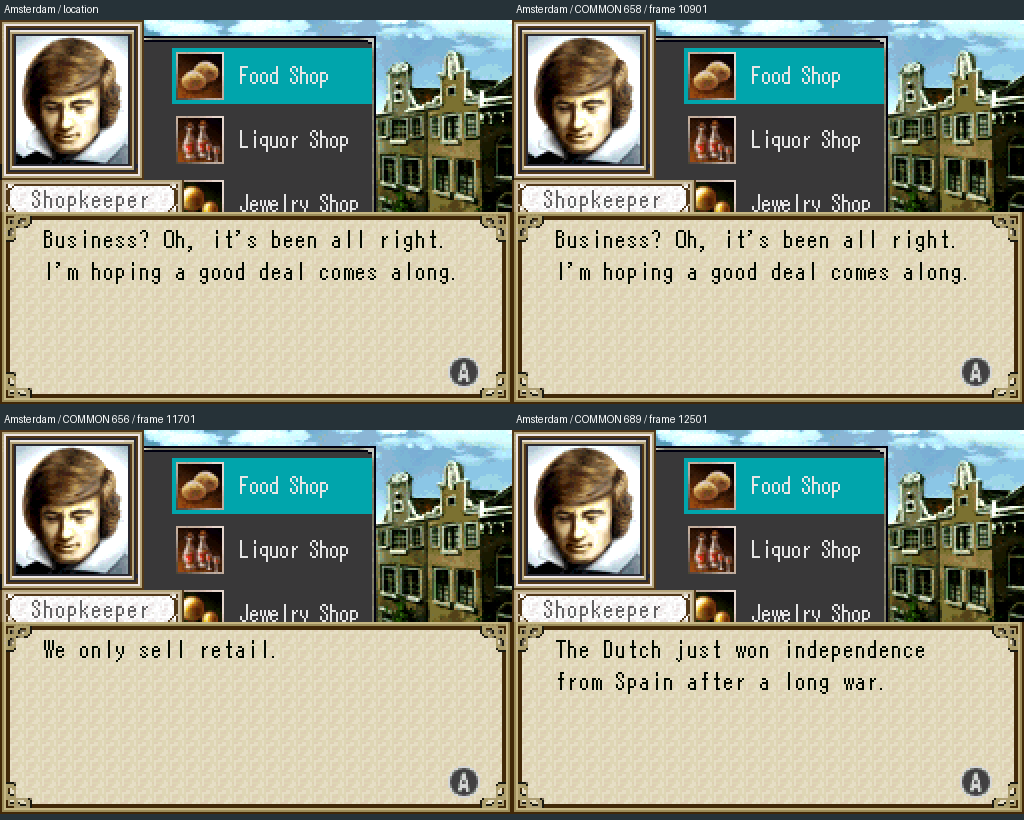 Amsterdam / location
Food Shop
Liquor Shop
Jewelry Shop
Shopkeeper
Business? Oh, it's been all right.
I'm hoping a good deal comes along.
A
Amsterdam / COMMON 658 / frame 10901
Food Shop
Liquor Shop
Jewelry Shop
Shopkeeper
Business? Oh, it's been all right.
I'm hoping a good deal comes along.
A
Amsterdam / COMMON 656 / frame 11701
Food Shop
Liquor Shop
Jewelry Shop
Shopkeeper
We only sell retail.
A
Amsterdam / COMMON 689 / frame 12501
Food Shop
Liquor Shop
Jewelry Shop
Shopkeeper
The Dutch just won independence
from Spain after a long war.
A